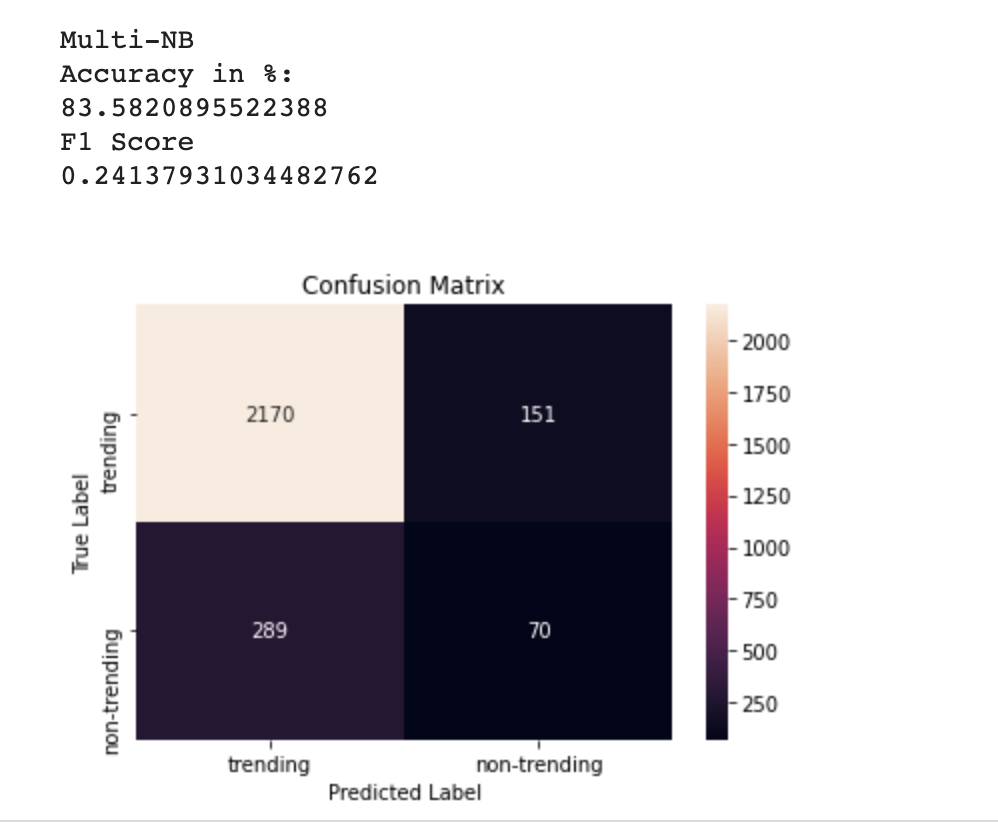 Multi-NB
Accuracy in %:
83.5820895522388
F1 Score
0.24137931034482762
Confusion Matrix
True Label
trending
non-trending
2170
151
289
70
trending
non-trending
Predicted Label
2000
1750
1500
1250
1000
750
500
250